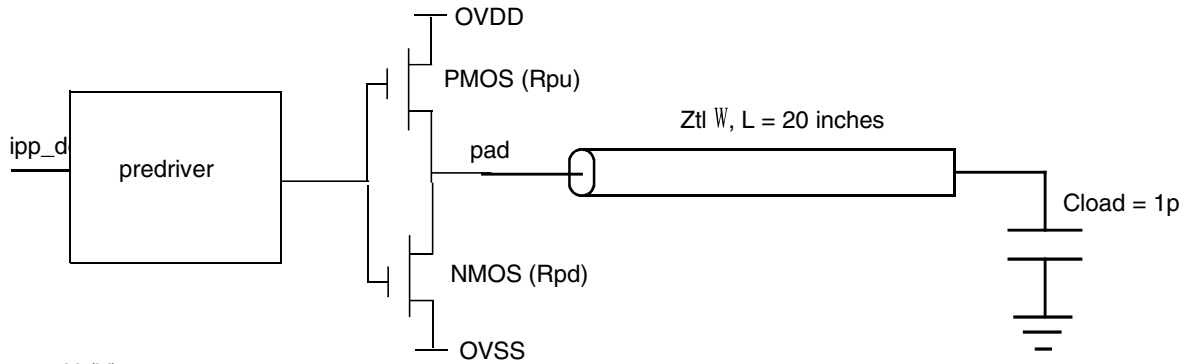 OVDD
PMOS (Rpu)
Ztl W, L = 20 inches
ipp_d
predriver
pad
Cload = 1p
NMOS (Rpd)
OVSS